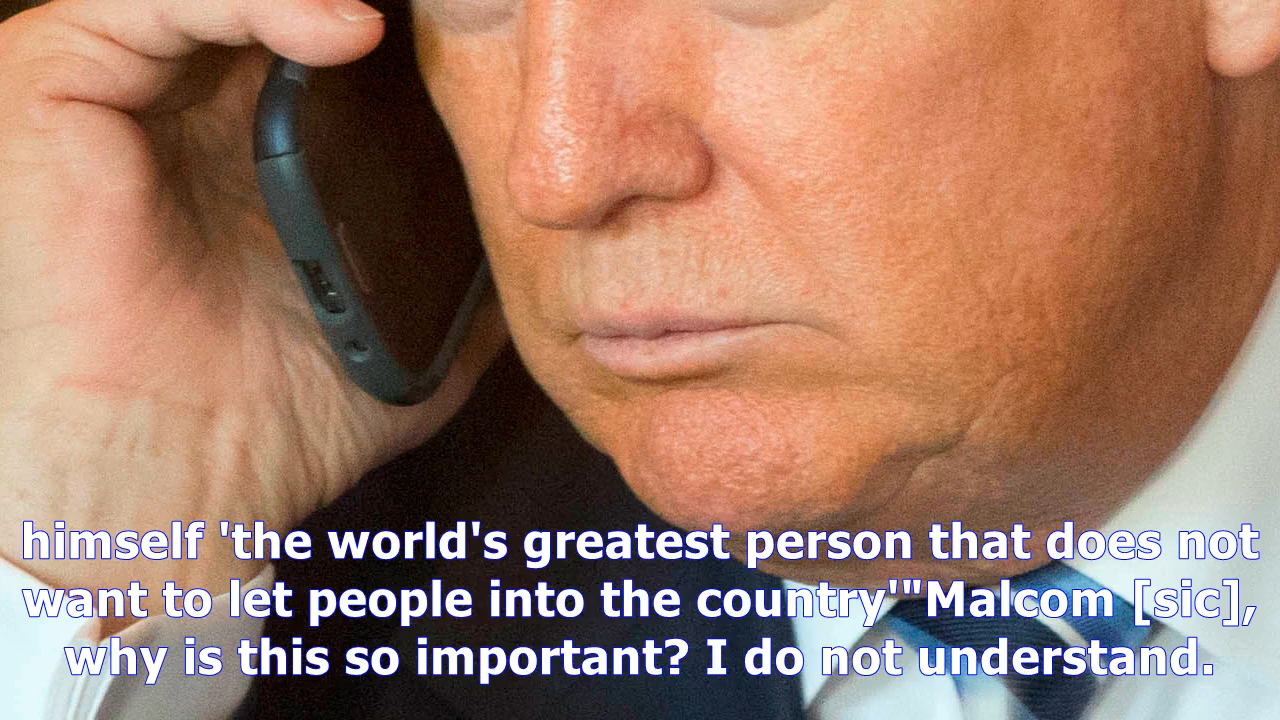 himself 'the world's greatest person that does not
want to let people into the country'"Malcom [sic],
why is this so important? I do not understand.